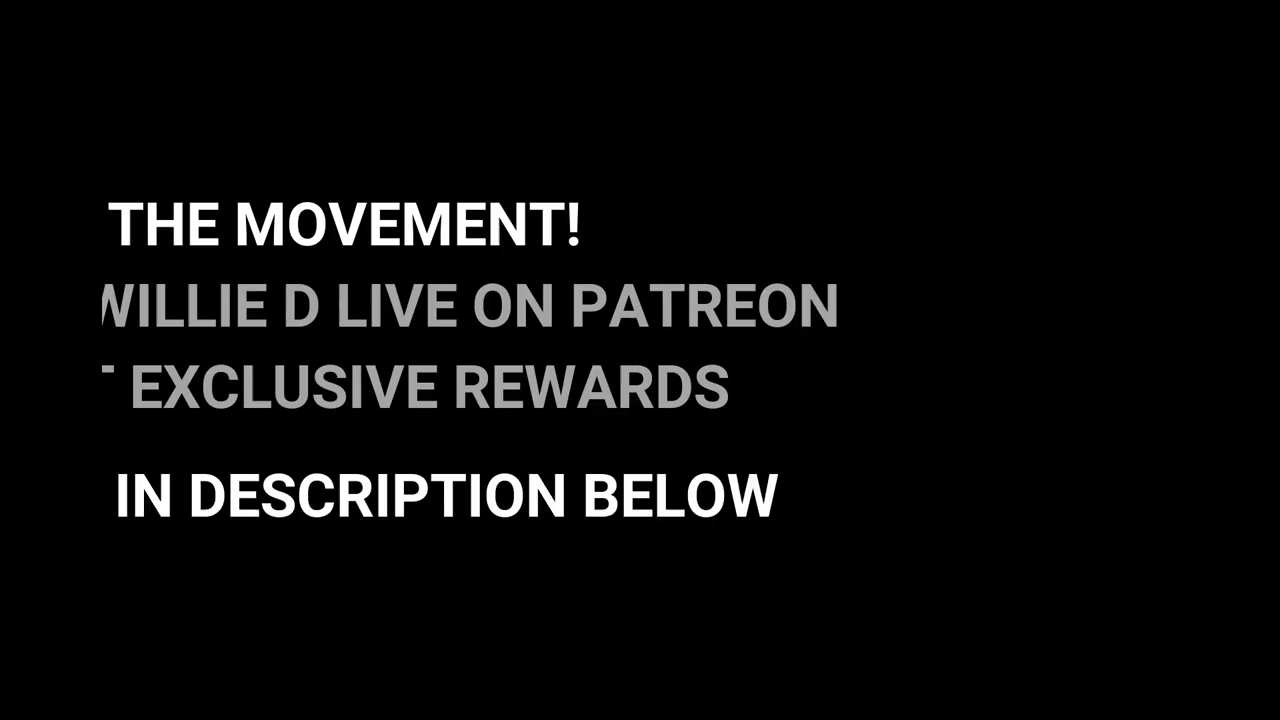 THE MOVEMENT!
WILLIE D LIVE ON PATREON
EXCLUSIVE REWARDS
IN DESCRIPTION BELOW